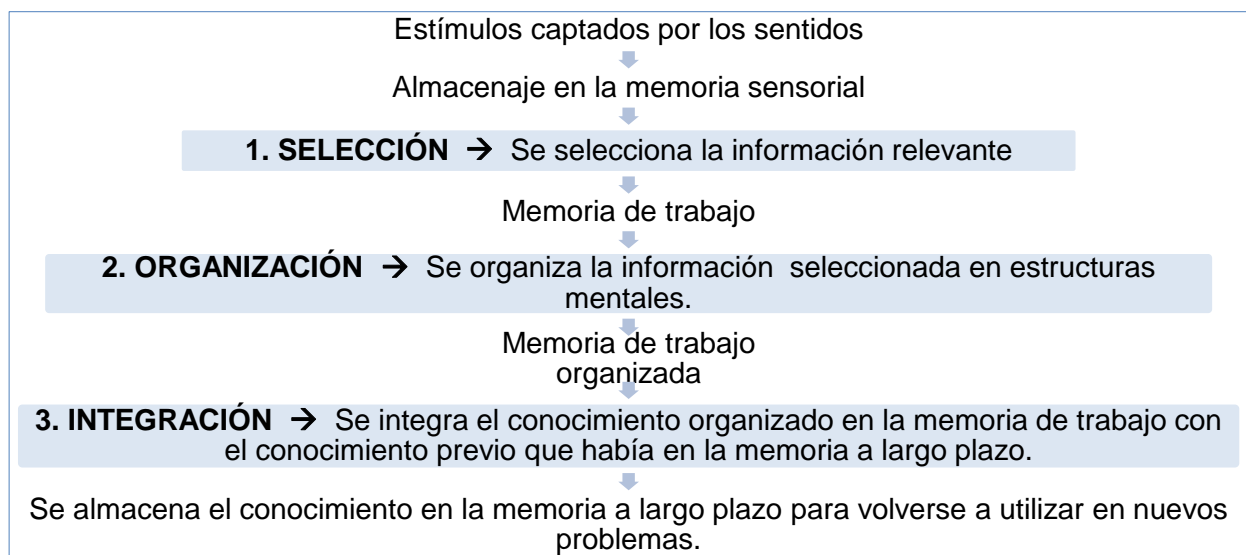 Estímulos captados por los sentidos
Almacenaje en la memoria sensorial
1. SELECCIÓN → Se selecciona la información relevante
Memoria de trabajo
2. ORGANIZACIÓN → Se organiza la información seleccionada en estructuras
mentales.
Memoria de trabajo
organizada
3. INTEGRACIÓN → Se integra el conocimiento organizado en la memoria de trabajo con
el conocimiento previo que había en la memoria a largo plazo.
Se almacena el conocimiento en la memoria a largo plazo para volverse a utilizar en nuevos
problemas.